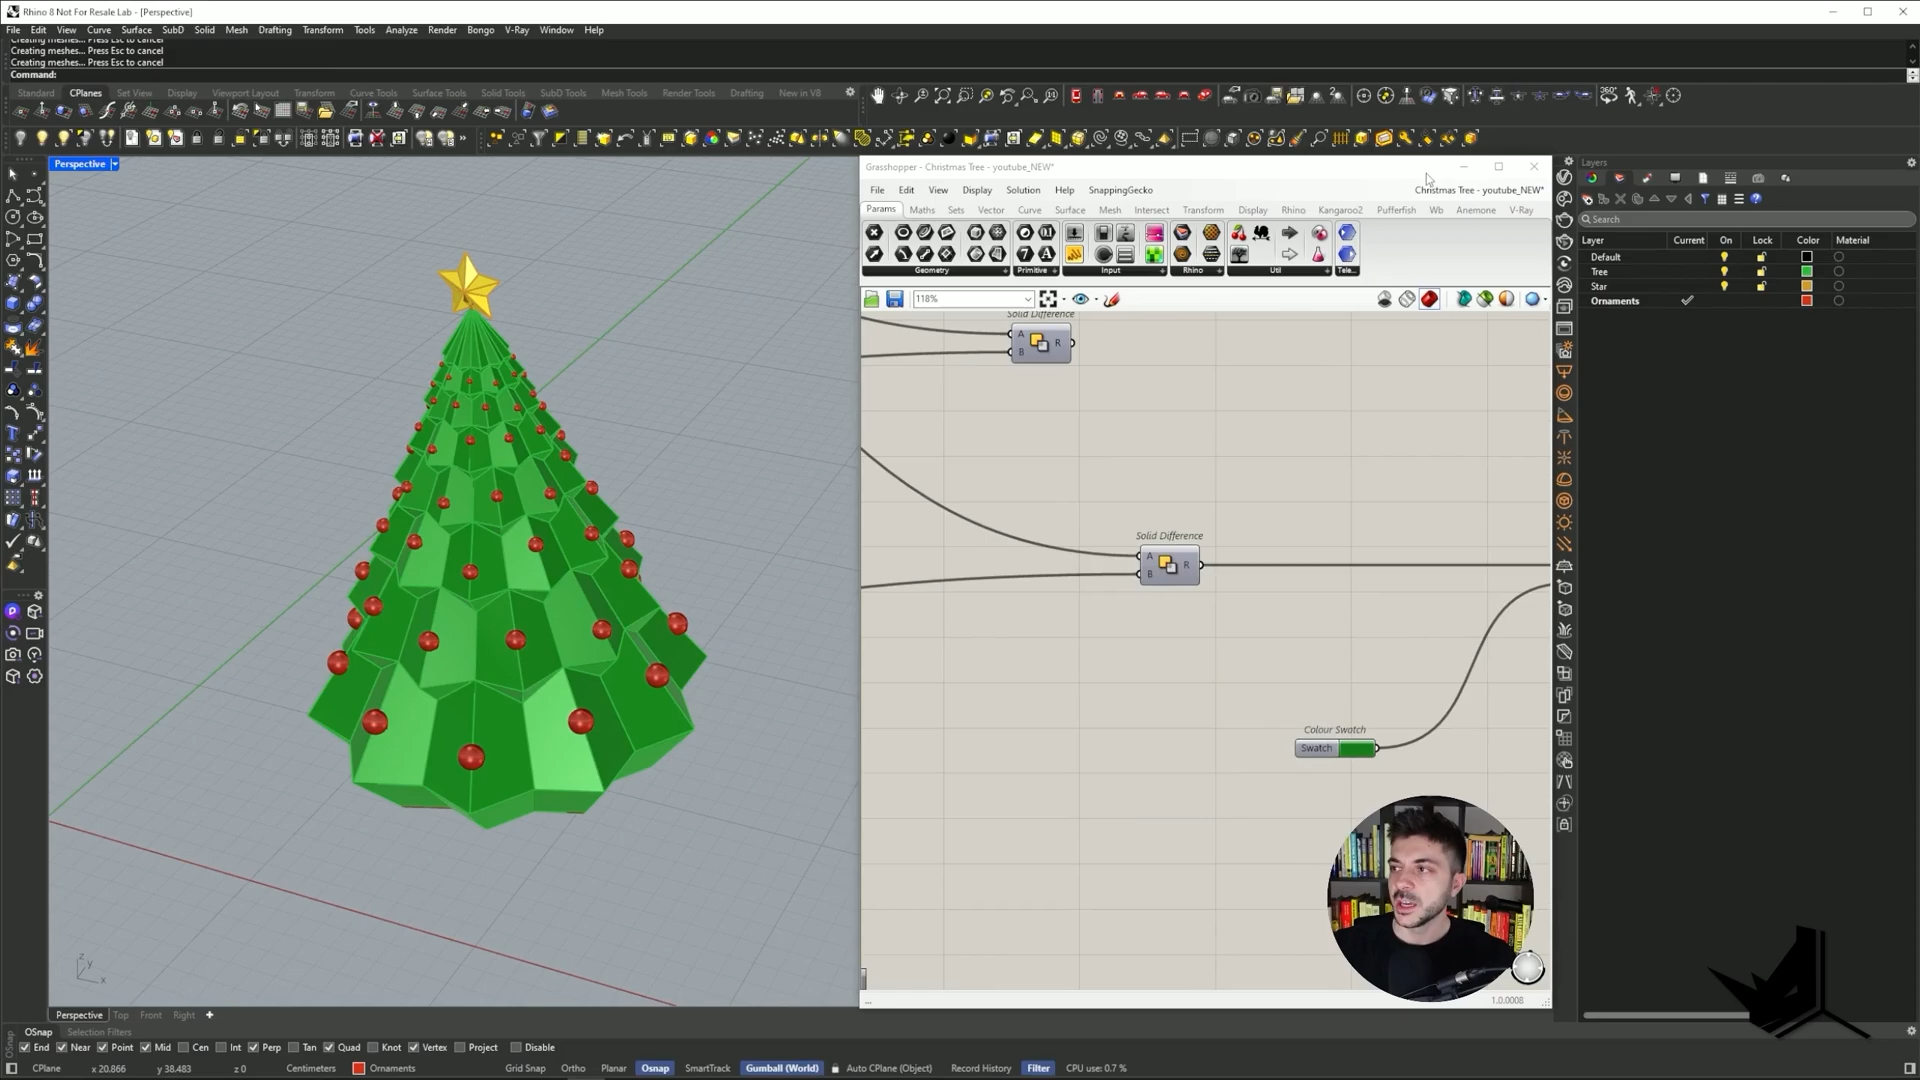 Rhino 8 Not For Resale Lab - [Perspective]
File Edit View Curve Surface SubD Solid Mesh Drafting Transform Tools Analyze Render Bongo V-Ray Window Help
Creating meshes... Press Esc to cancel
Creating meshes... Press Esc to cancel
Creating meshes... Press Esc to cancel
Command:
Standard CPlanes Set View Display Viewport Layout Transform Curve Tools Surface Tools Solid Tools SubD Tools Mesh Tools Render Tools Drafting New in V8
Perspective
Grasshopper - Christmas Tree - youtube_NEW*
File Edit View Display Solution Help SnappingGecko Christmas Tree - youtube_NEW*
Params Maths Sets Vector Curve Surface Mesh Intersect Transform Display Rhino Kangaroo2 Pufferfish Wb Anemone V-Ray
Geometry Primitive Input Rhino Util Tele...
118%
Solid Difference
A B R
Solid Difference
A B R
Colour Swatch
Swatch
1.0.0008
Layers
Search
Layer Current On Lock Color Material
Default
Tree
Star
Ornaments
z y x
Perspective Top Front Right
OSnap Selection Filters
OSnap
End Near Point Mid Cen Int Perp Tan Quad Knot Vertex Project Disable
CPlane x 20.866 y 38.483 z 0 Centimeters Ornaments Grid Snap Ortho Planar Osnap SmartTrack Gumball (World) Auto CPlane (Object) Record History Filter CPU use: 0.7 %